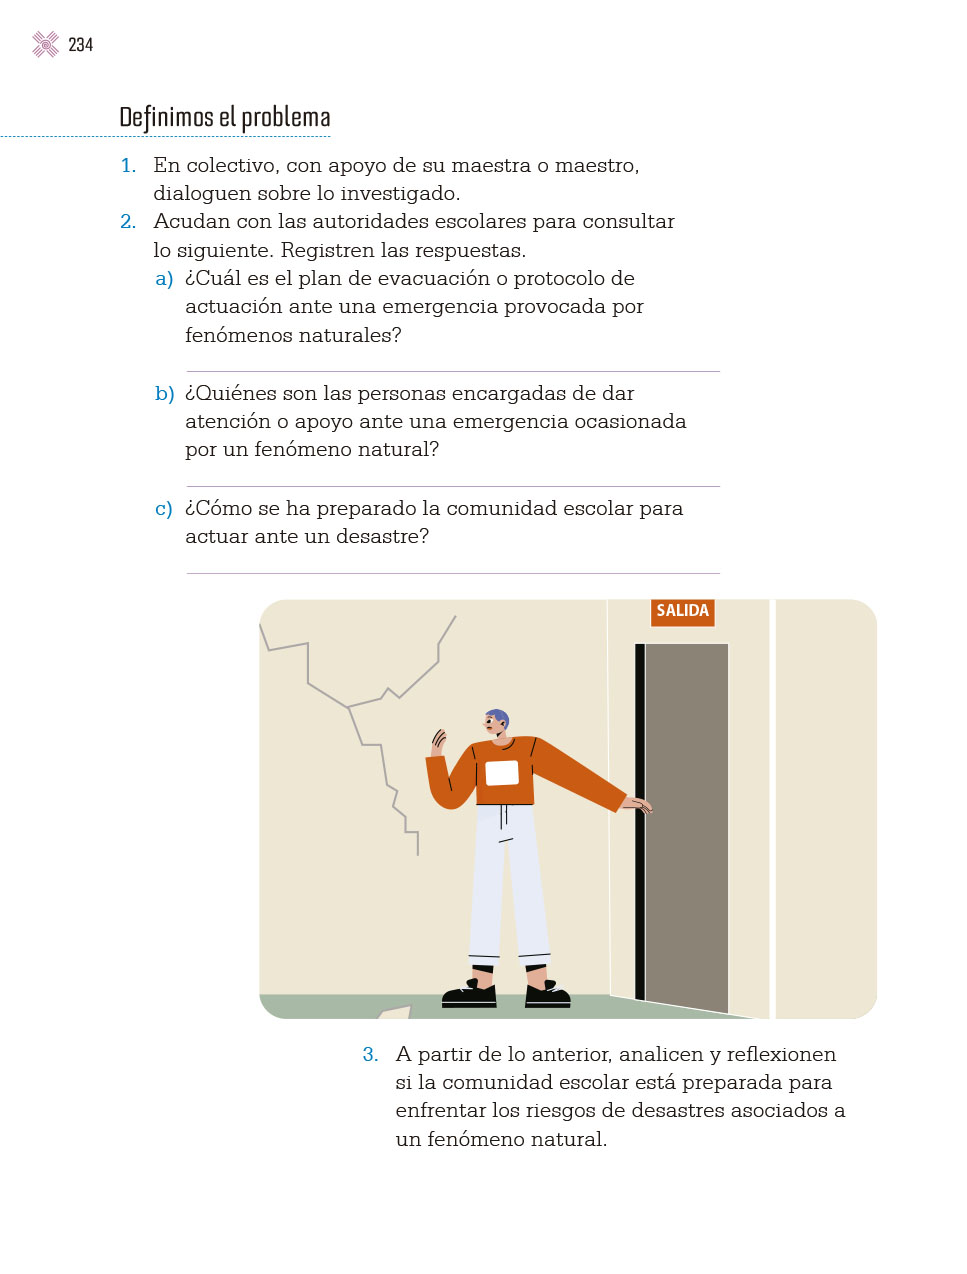 234
Definimos el problema
1. En colectivo, con apoyo de su maestra o maestro,
dialoguen sobre lo investigado.
2. Acudan con las autoridades escolares para consultar
lo siguiente. Registren las respuestas.
a) ¿Cuál es el plan de evacuación o protocolo de
actuación ante una emergencia provocada por
fenómenos naturales?
b) ¿Quiénes son las personas encargadas de dar
atención o apoyo ante una emergencia ocasionada
por un fenómeno natural?
c) ¿Cómo se ha preparado la comunidad escolar para
actuar ante un desastre?
SALIDA
3. A partir de lo anterior, analicen y reflexionen
si la comunidad escolar está preparada para
enfrentar los riesgos de desastres asociados a
un fenómeno natural.